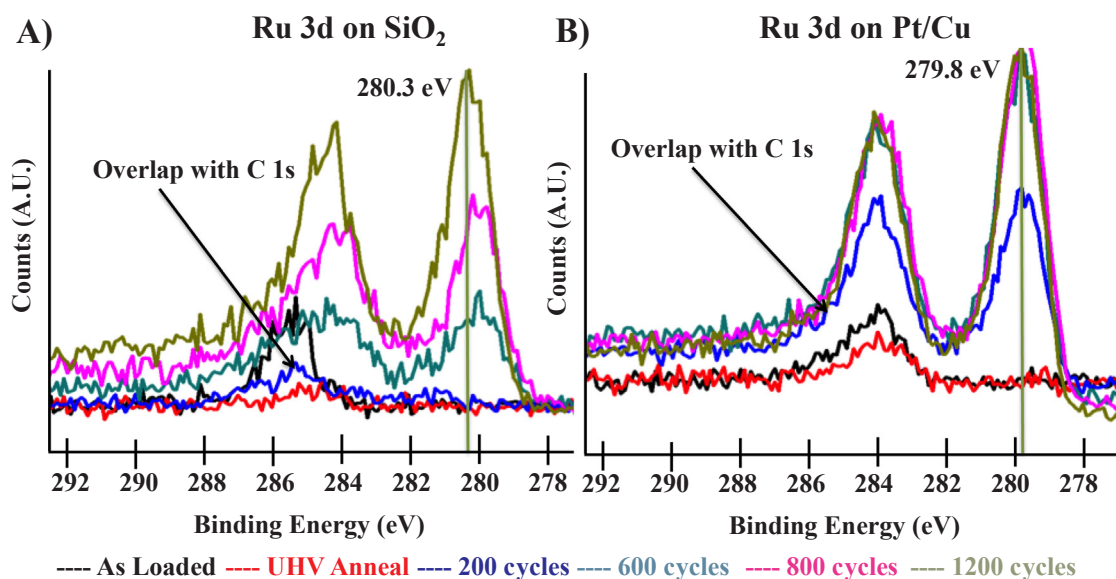 A) Ru 3d on SiO₂
280.3 eV
Overlap with C 1s
Counts (A.U.)
292 290 288 286 284 282 280 278
Binding Energy (eV)
B) Ru 3d on Pt/Cu
279.8 eV
Overlap with C 1s
Counts (A.U.)
292 290 288 286 284 282 280 278
Binding Energy (eV)
---- As Loaded ---- UHV Anneal ---- 200 cycles ---- 600 cycles ---- 800 cycles ---- 1200 cycles